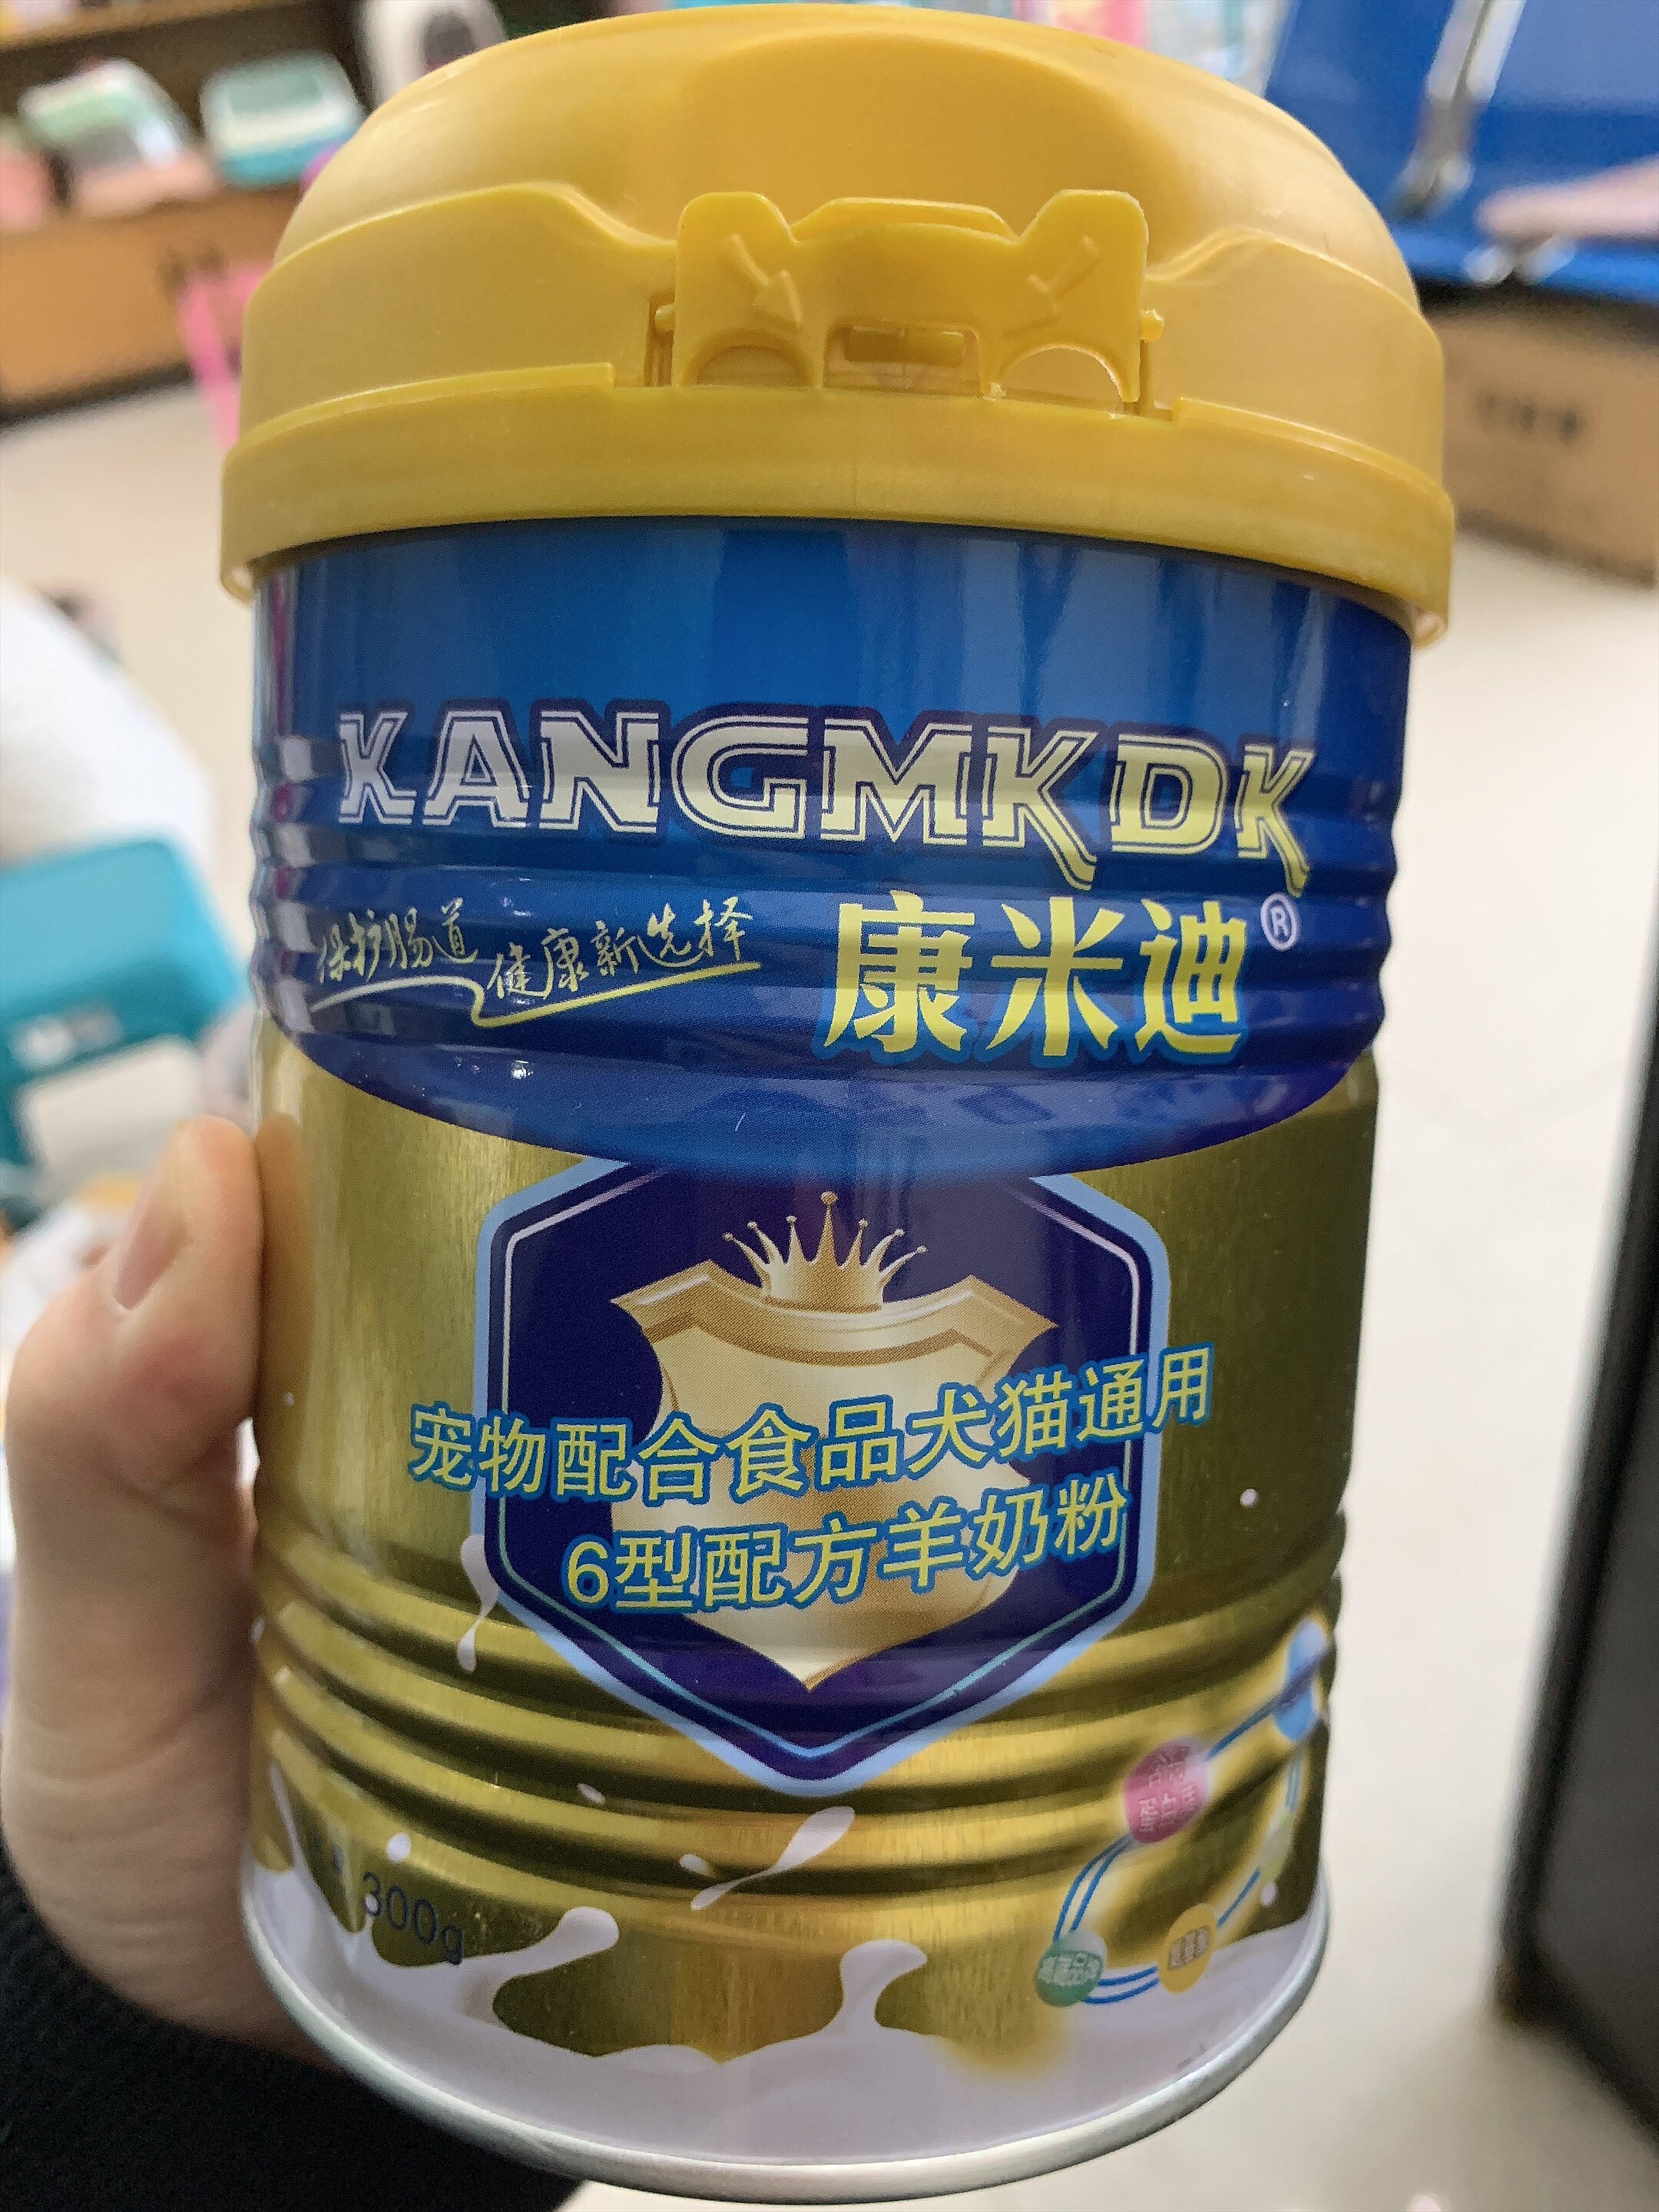 KANGMKDK
保护肠道 健康新选择
康米迪®
宠物配合食品犬猫通用
6型配方羊奶粉
300g